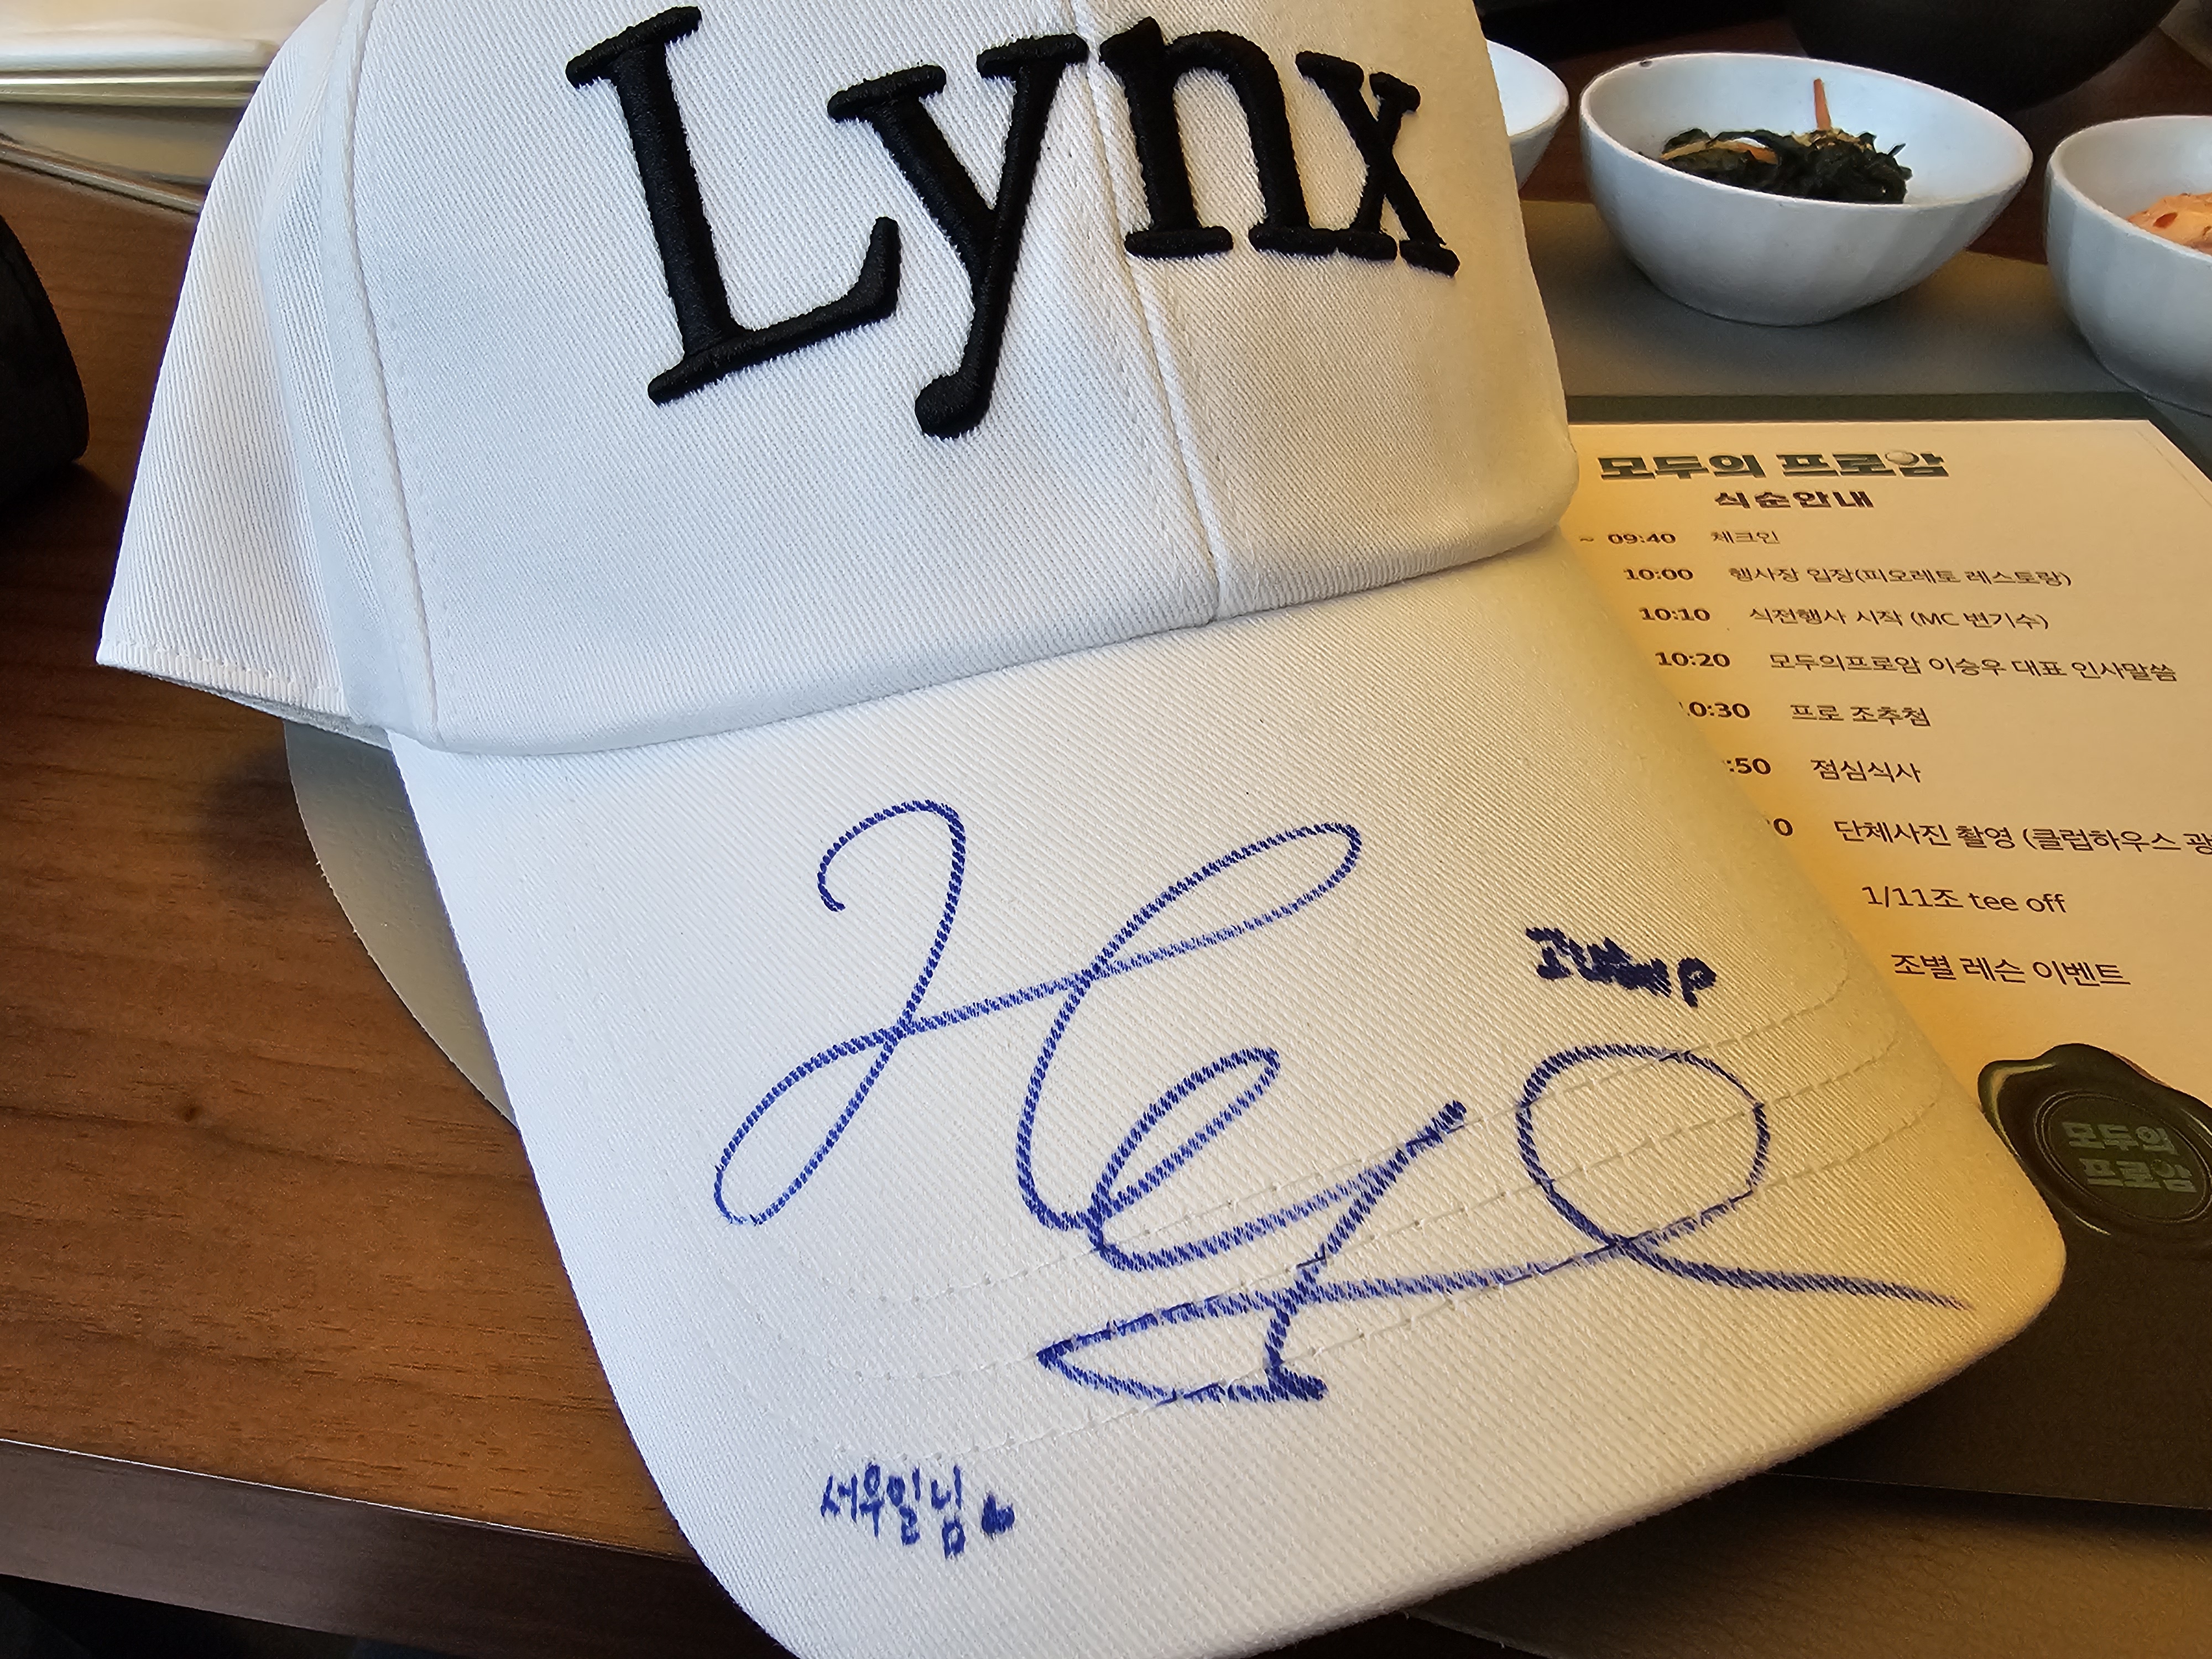 Lynx
모두의 프로암
식순안내
~ 09:40 체크인
10:00 행사장 입장(피오레토 레스토랑)
10:10 식전행사 시작 (MC 변기수)
10:20 모두의프로암 이승우 대표 인사말씀
0:30 프로 조추첨
:50 점심식사
0 단체사진 촬영 (클럽하우스 광
1/11조 tee off
조별 레슨 이벤트
서우일님
모두의
프로암